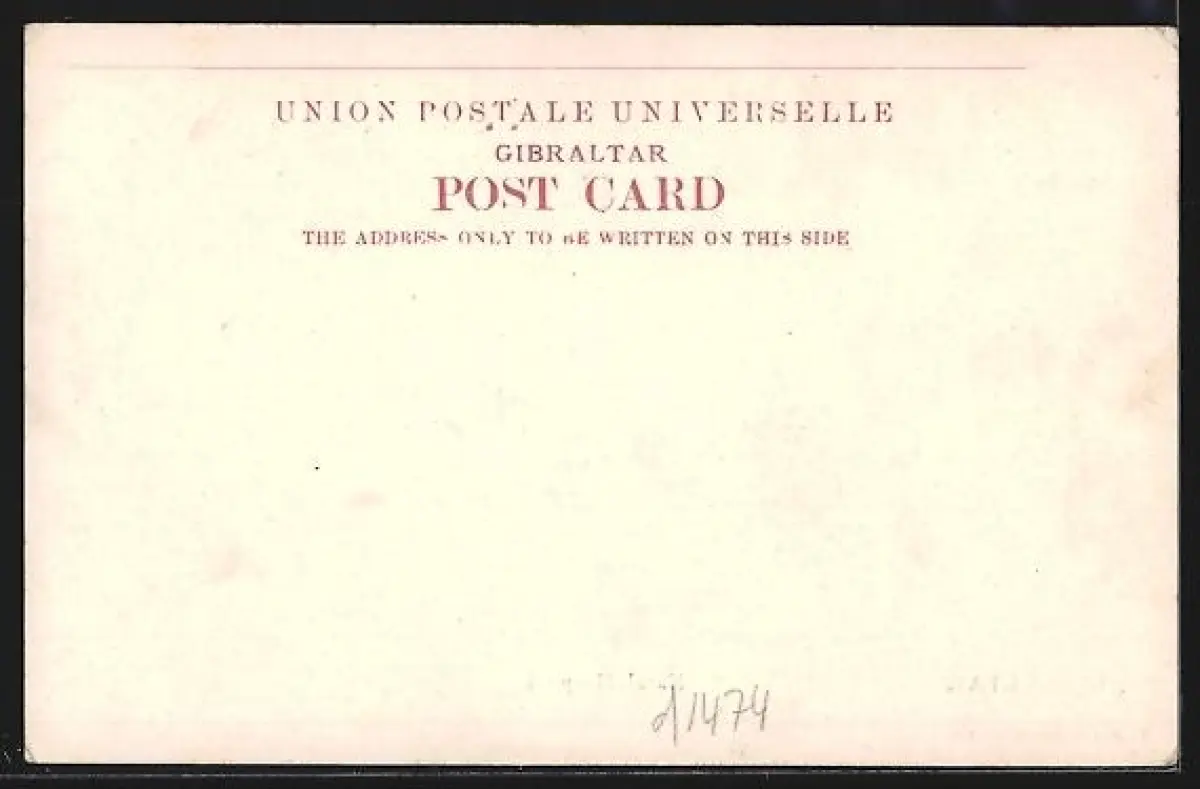 UNION POSTALE UNIVERSELLE
GIBRALTAR
POST CARD
THE ADDRESS ONLY TO BE WRITTEN ON THIS SIDE
1474